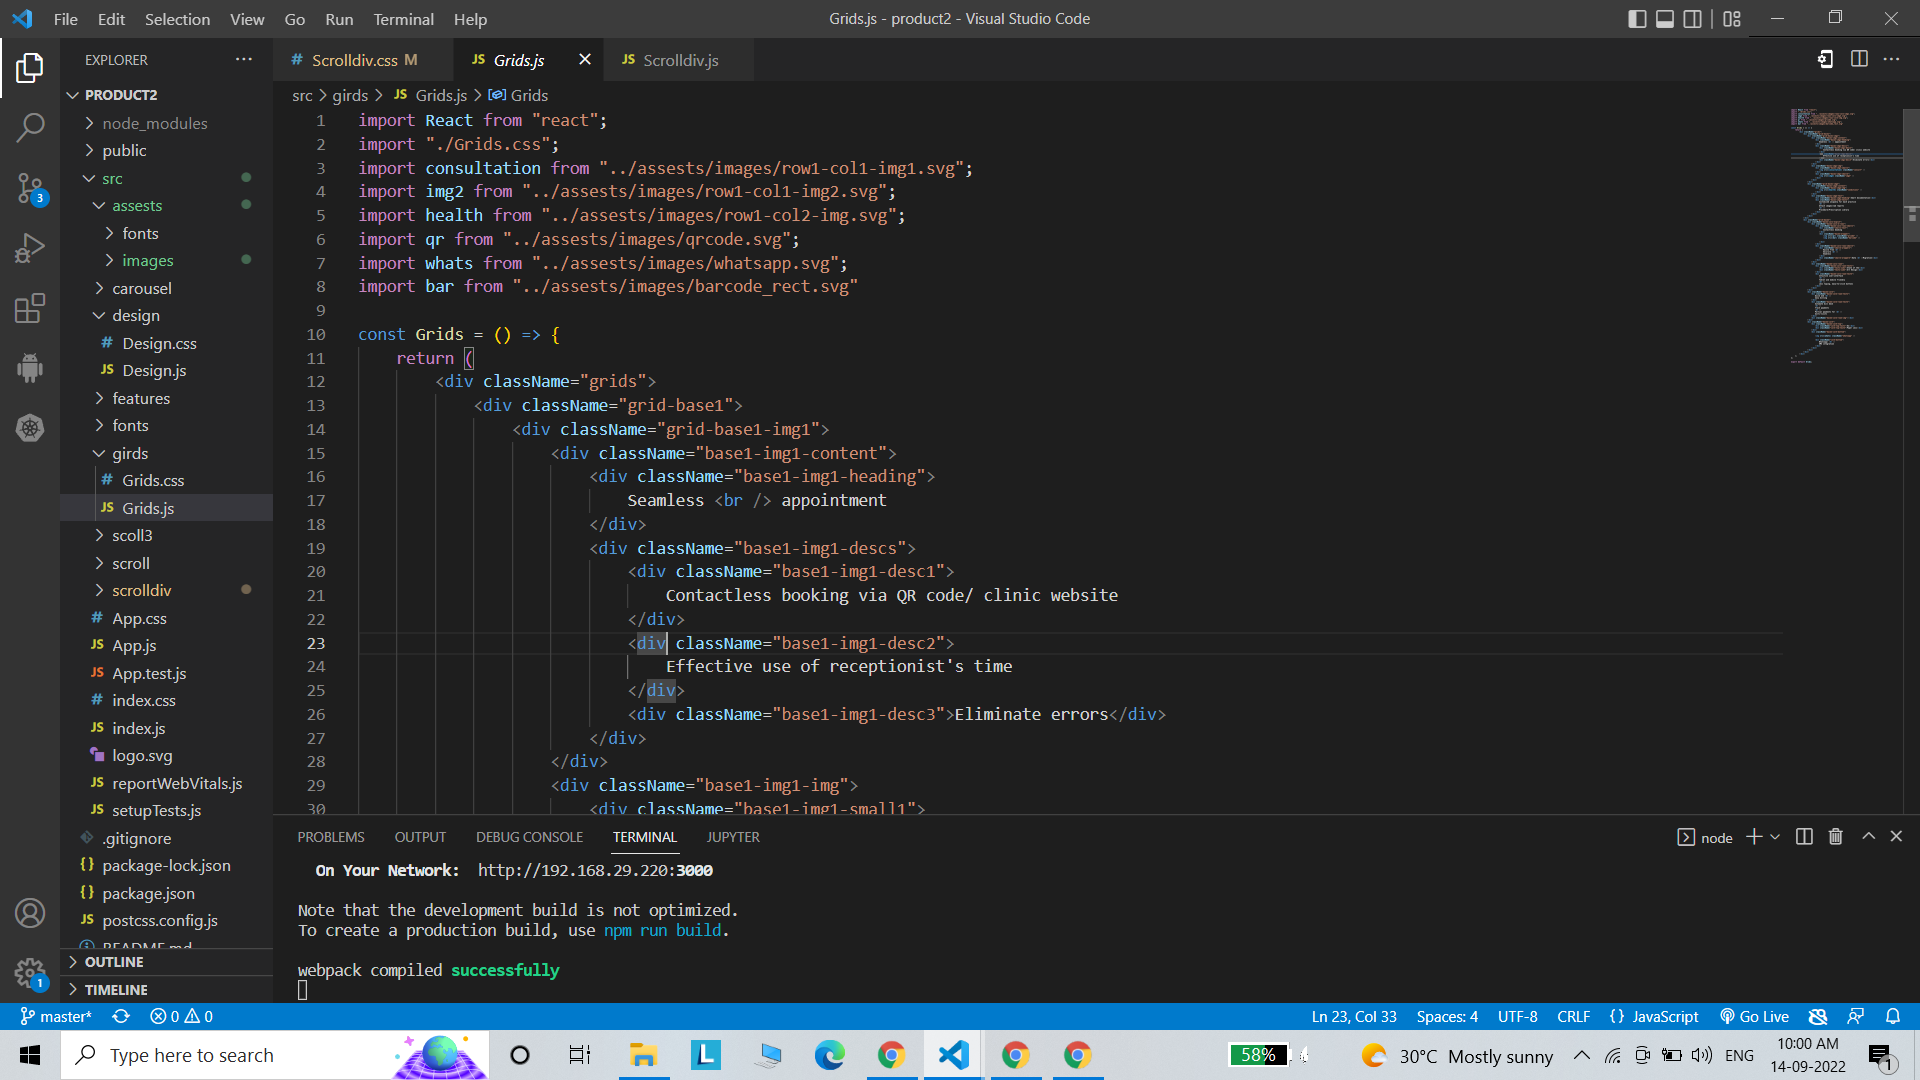 File Edit Selection View Go Run Terminal Help
Grids.js - product2 - Visual Studio Code
EXPLORER
PRODUCT2
node_modules
public
src
assests
fonts
images
carousel
design
Design.css
Design.js
features
fonts
girds
Grids.css
Grids.js
scoll3
scroll
scrolldiv
App.css
App.js
App.test.js
index.css
index.js
logo.svg
reportWebVitals.js
setupTests.js
.gitignore
package-lock.json
package.json
postcss.config.js
README.md
OUTLINE
TIMELINE
3
1
# Scrolldiv.css M
JS Grids.js
JS Scrolldiv.js
src > girds > JS Grids.js > Grids
1 import React from "react";
2 import "./Grids.css";
3 import consultation from "../assests/images/row1-col1-img1.svg";
4 import img2 from "../assests/images/row1-col1-img2.svg";
5 import health from "../assests/images/row1-col2-img.svg";
6 import qr from "../assests/images/qrcode.svg";
7 import whats from "../assests/images/whatsapp.svg";
8 import bar from "../assests/images/barcode_rect.svg"
9
10 const Grids = () => {
11 return (
12 <div className="grids">
13 <div className="grid-base1">
14 <div className="grid-base1-img1">
15 <div className="base1-img1-content">
16 <div className="base1-img1-heading">
17 Seamless <br /> appointment
18 </div>
19 <div className="base1-img1-descs">
20 <div className="base1-img1-desc1">
21 Contactless booking via QR code/ clinic website
22 </div>
23 <div className="base1-img1-desc2">
24 Effective use of receptionist's time
25 </div>
26 <div className="base1-img1-desc3">Eliminate errors</div>
27 </div>
28 </div>
29 <div className="base1-img1-img">
30 <div className="base1-img1-small1">
PROBLEMS OUTPUT DEBUG CONSOLE TERMINAL JUPYTER
node
On Your Network: http://192.168.29.220:3000
Note that the development build is not optimized.
To create a production build, use npm run build.
webpack compiled successfully
master* 0 0
Ln 23, Col 33 Spaces: 4 UTF-8 CRLF {} JavaScript Go Live
Type here to search
L
58%
30°C Mostly sunny
ENG
10:00 AM
14-09-2022
1